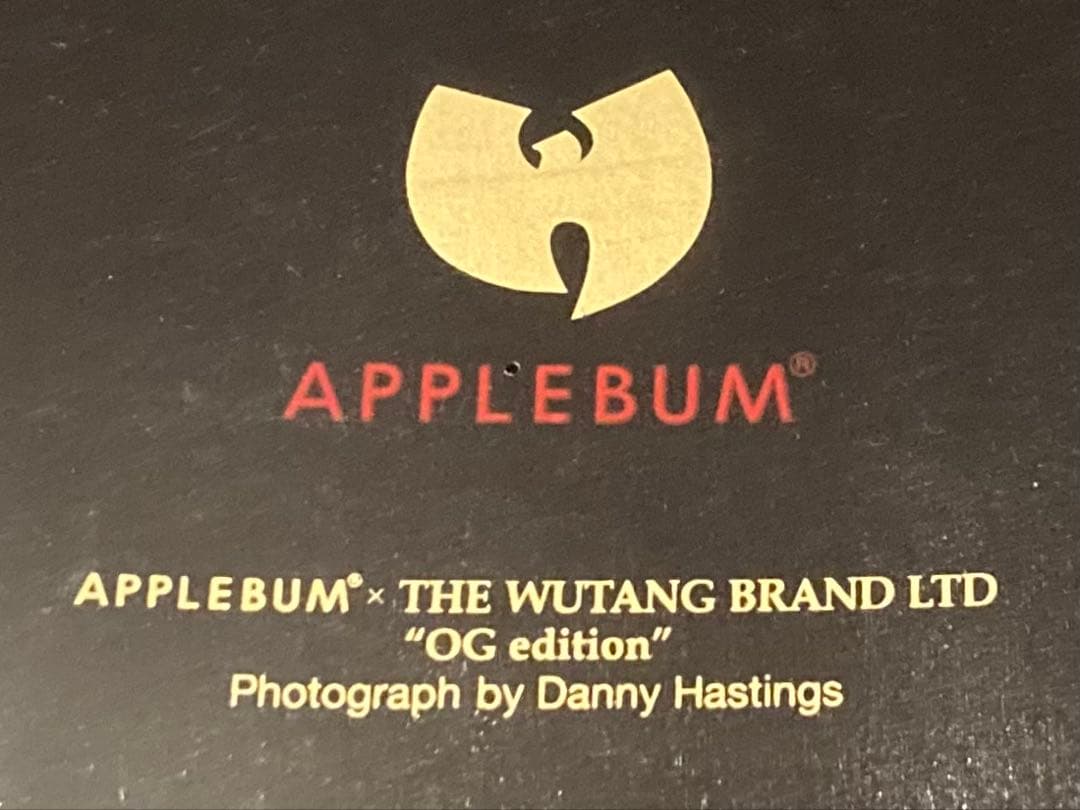 APPLEBUM®
APPLEBUM® × THE WUTANG BRAND LTD
“OG edition”
Photograph by Danny Hastings